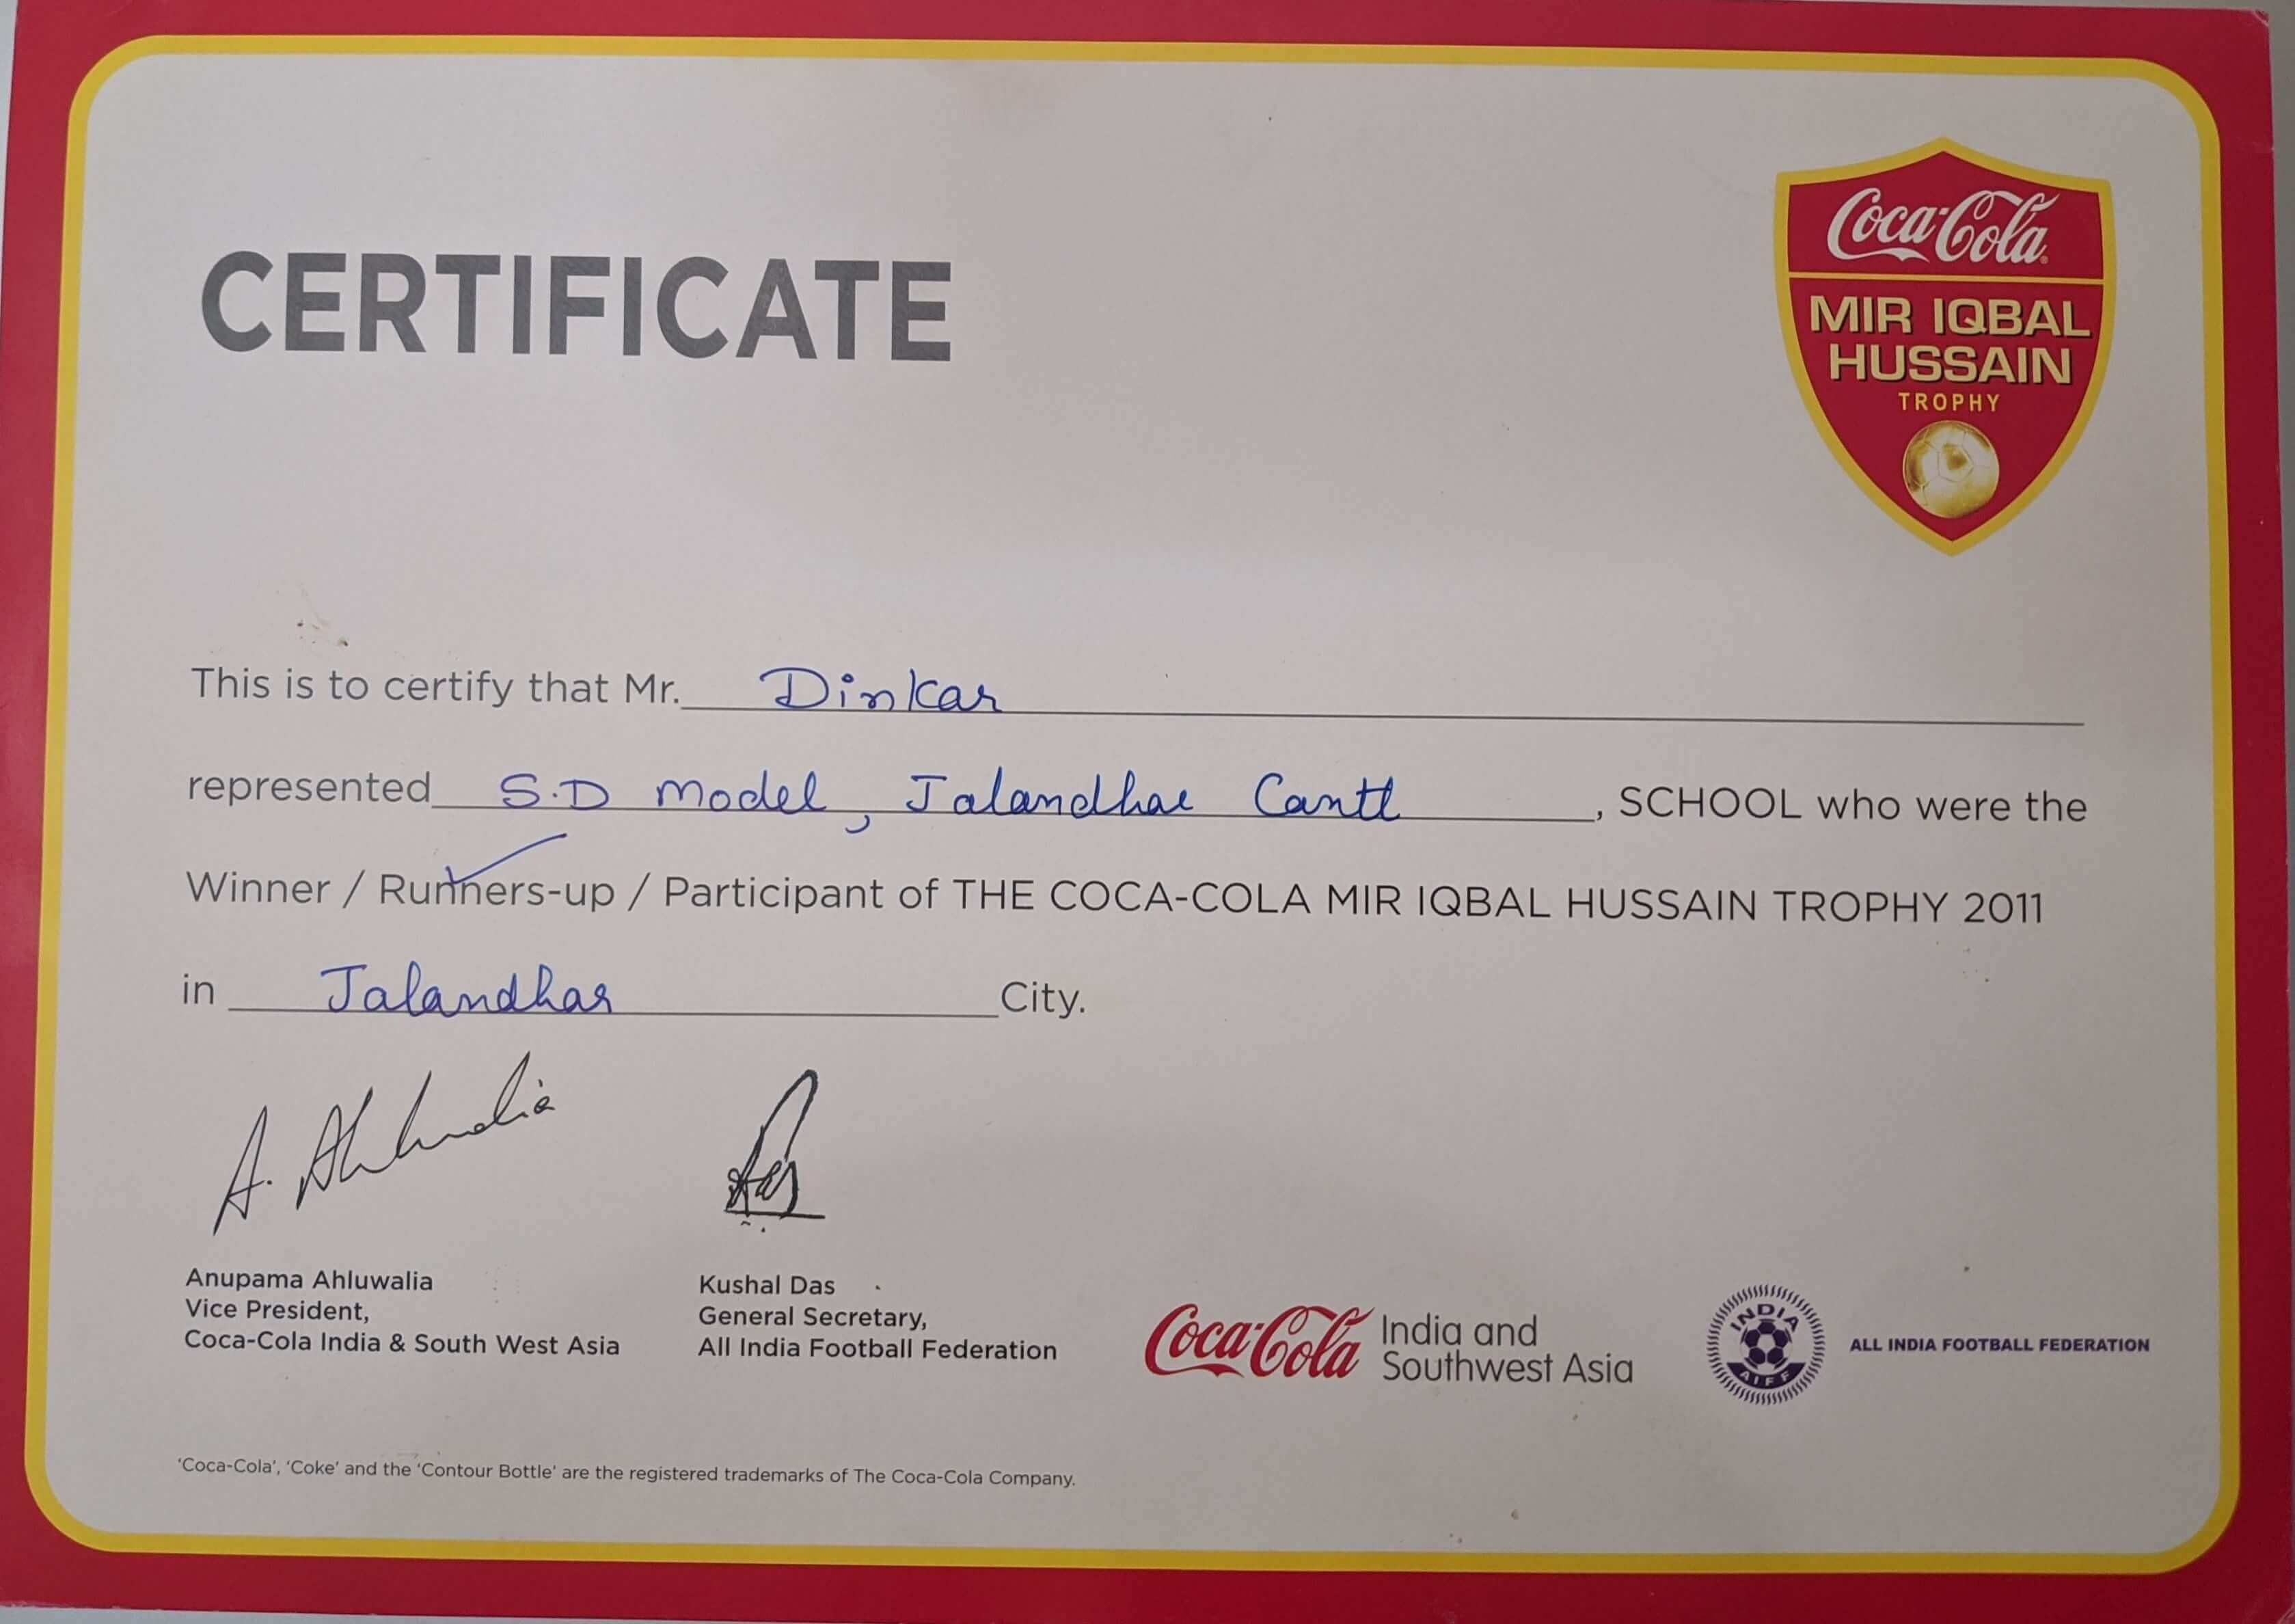 CERTIFICATE
Coca-Cola
MIR IQBAL
HUSSAIN
TROPHY
This is to certify that Mr. Dinkar
represented S.D Model, Jalandhar Cantt, SCHOOL who were the
Winner / Runners-up / Participant of THE COCA-COLA MIR IQBAL HUSSAIN TROPHY 2011
in Jalandhar City.
A. Ahluwalia
Anupama Ahluwalia
Vice President,
Coca-Cola India & South West Asia
Kushal Das
General Secretary,
All India Football Federation
Coca-Cola India and
Southwest Asia
INDIA
AIFF
ALL INDIA FOOTBALL FEDERATION
'Coca-Cola', 'Coke' and the 'Contour Bottle' are the registered trademarks of The Coca-Cola Company.